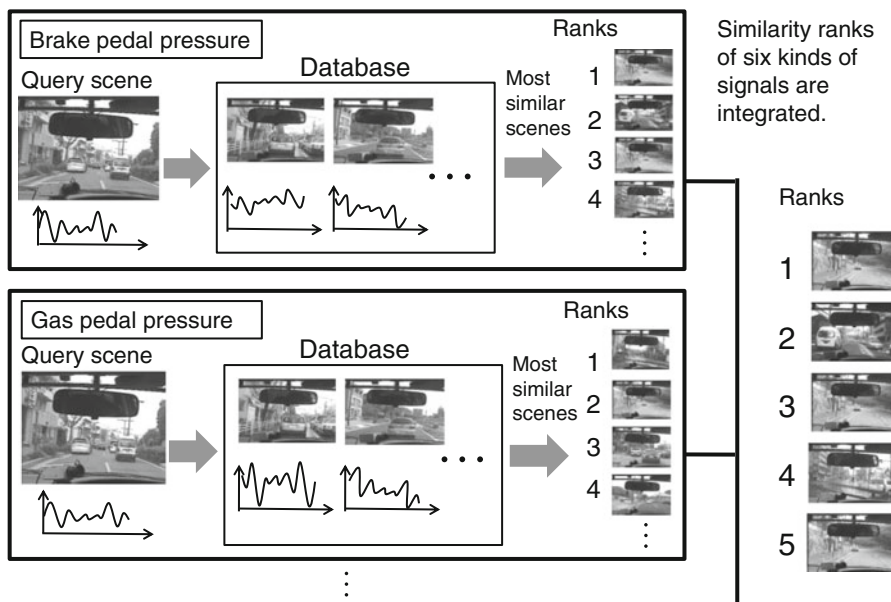 Brake pedal pressure
Query scene
Database
Most
similar
scenes
Ranks
1
2
3
4
Gas pedal pressure
Query scene
Database
Most
similar
scenes
Ranks
1
2
3
4
Similarity ranks
of six kinds of
signals are
integrated.
Ranks
1
2
3
4
5